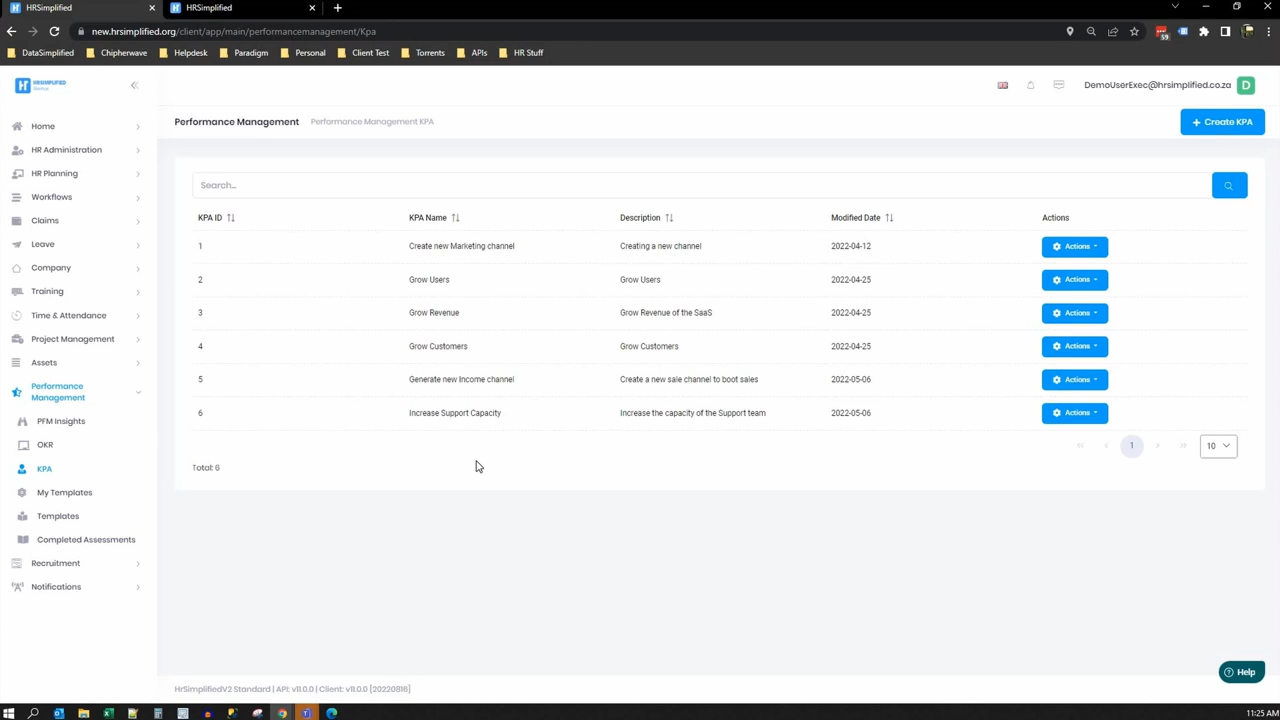 HRSimplified
HRSimplified
new.hrsimplified.org/client/app/main/performancemanagement/Kpa
59
DataSimplified
Chipherwave
Helpdesk
Paradigm
Personal
Client Test
Torrents
APIs
HR Stuff
HRSIMPLIFIED
DemoUserExec@hrsimplified.co.za
D
Performance Management
Performance Management KPA
+ Create KPA
Home
HR Administration
HR Planning
Workflows
Claims
Leave
Company
Training
Time & Attendance
Project Management
Assets
Performance
Management
PFM Insights
OKR
KPA
My Templates
Templates
Completed Assessments
Recruitment
Notifications
Search...
KPA ID KPA Name Description Modified Date Actions
1 Create new Marketing channel Creating a new channel 2022-04-12 Actions
2 Grow Users Grow Users 2022-04-25 Actions
3 Grow Revenue Grow Revenue of the SaaS 2022-04-25 Actions
4 Grow Customers Grow Customers 2022-04-25 Actions
5 Generate new Income channel Create a new sale channel to boot sales 2022-05-06 Actions
6 Increase Support Capacity Increase the capacity of the Support team 2022-05-06 Actions
1
10
Total: 6
Help
HrSimplifiedV2 Standard | API: v11.0.0 | Client: v11.0.0 [20220816]
11:25 AM